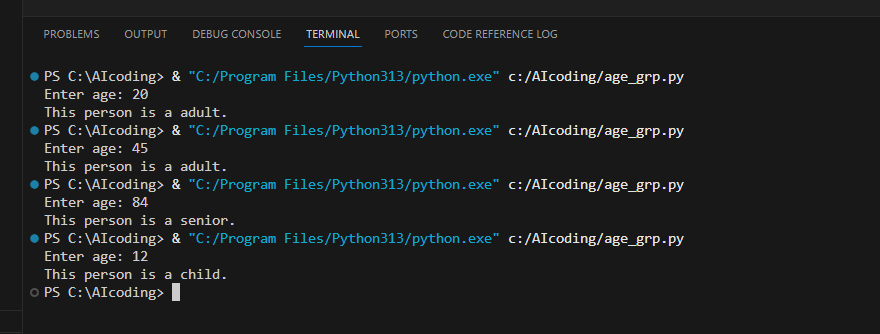 PROBLEMS OUTPUT DEBUG CONSOLE TERMINAL PORTS CODE REFERENCE LOG
PS C:\AIcoding> & "C:/Program Files/Python313/python.exe" c:/AIcoding/age_grp.py
Enter age: 20
This person is a adult.
PS C:\AIcoding> & "C:/Program Files/Python313/python.exe" c:/AIcoding/age_grp.py
Enter age: 45
This person is a adult.
PS C:\AIcoding> & "C:/Program Files/Python313/python.exe" c:/AIcoding/age_grp.py
Enter age: 84
This person is a senior.
PS C:\AIcoding> & "C:/Program Files/Python313/python.exe" c:/AIcoding/age_grp.py
Enter age: 12
This person is a child.
PS C:\AIcoding>